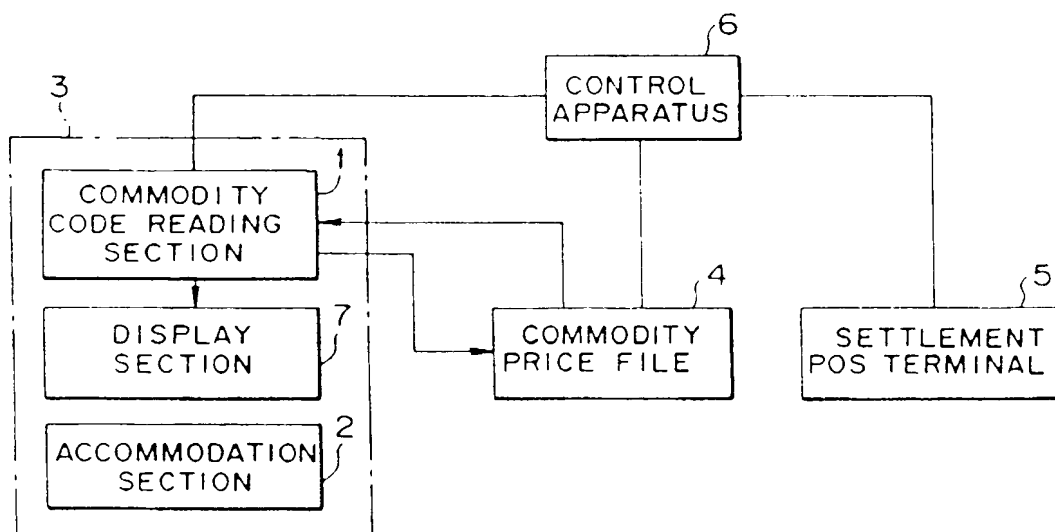 6
CONTROL
APPARATUS
3
1
COMMODITY
CODE READING
SECTION
4
5
7
DISPLAY
SECTION
COMMODITY
PRICE FILE
SETTLEMENT
POS TERMINAL
2
ACCOMMODATION
SECTION